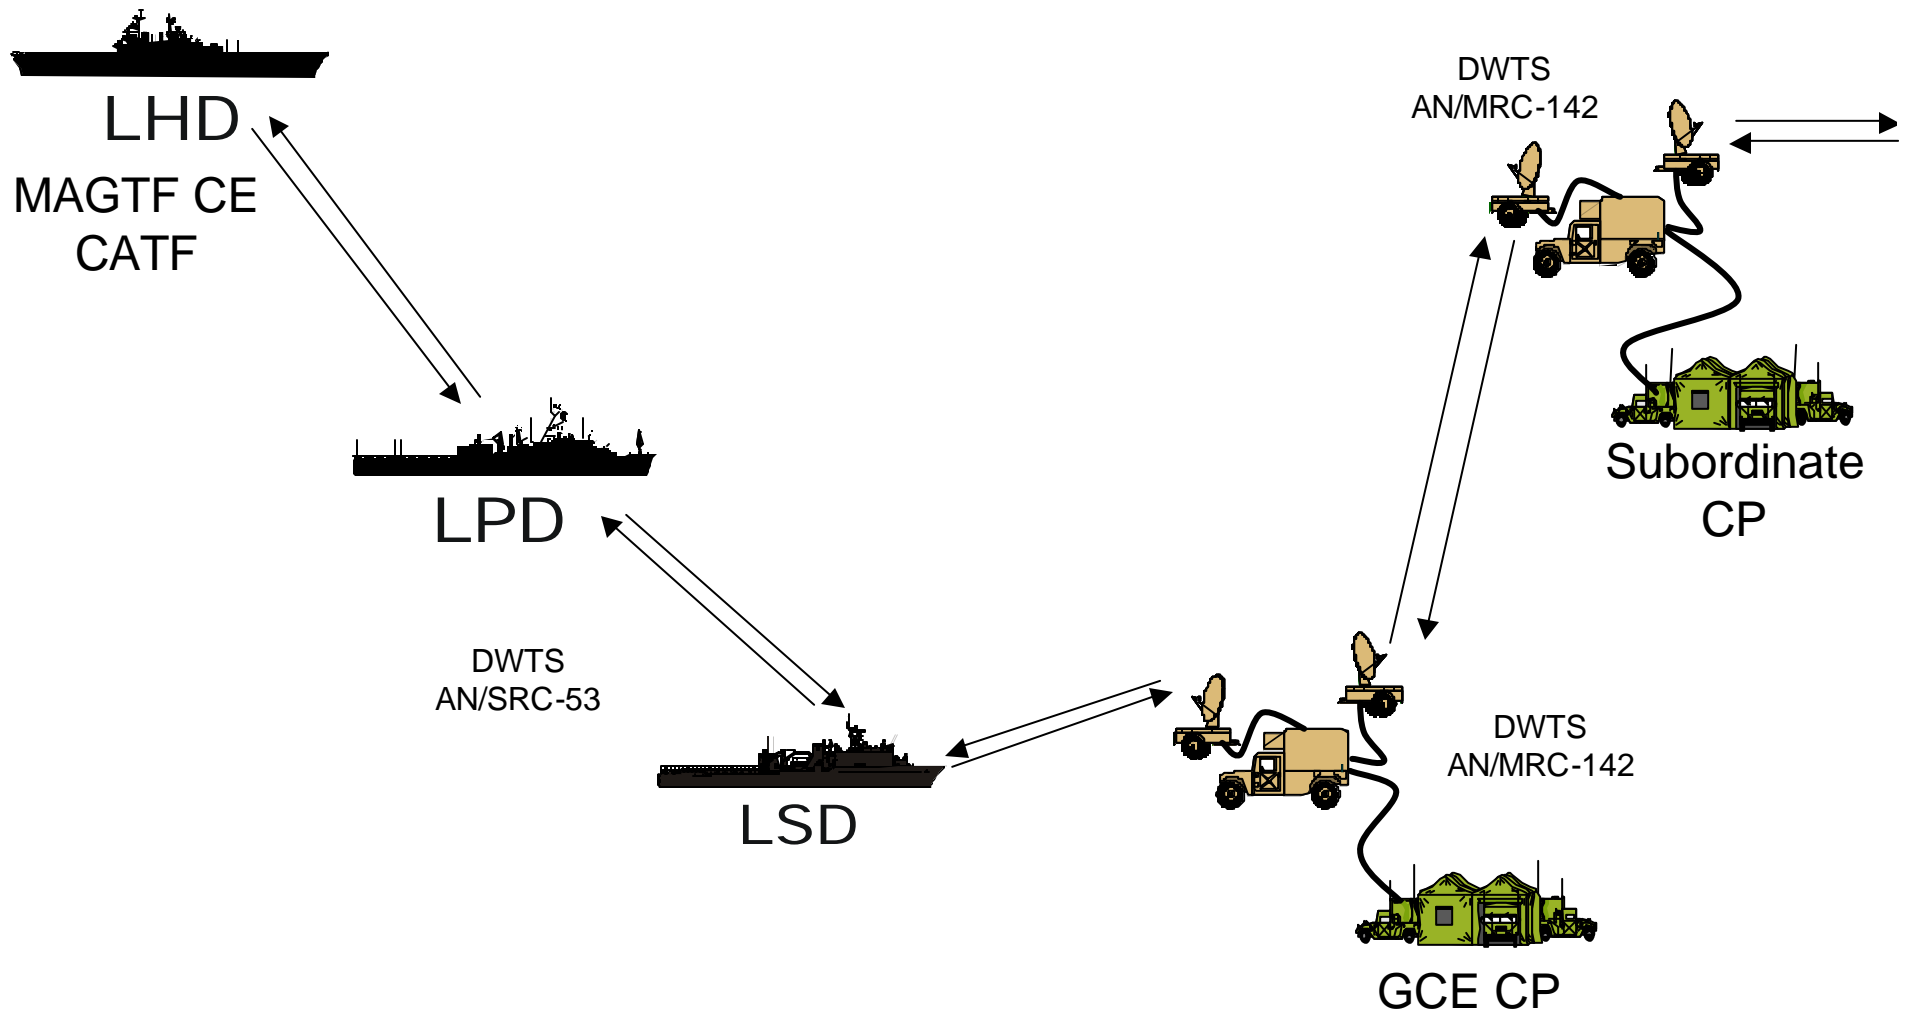 LHD
MAGTF CE
CATF
DWTS
AN/MRC-142
LPD
Subordinate
CP
DWTS
AN/SRC-53
LSD
DWTS
AN/MRC-142
GCE CP